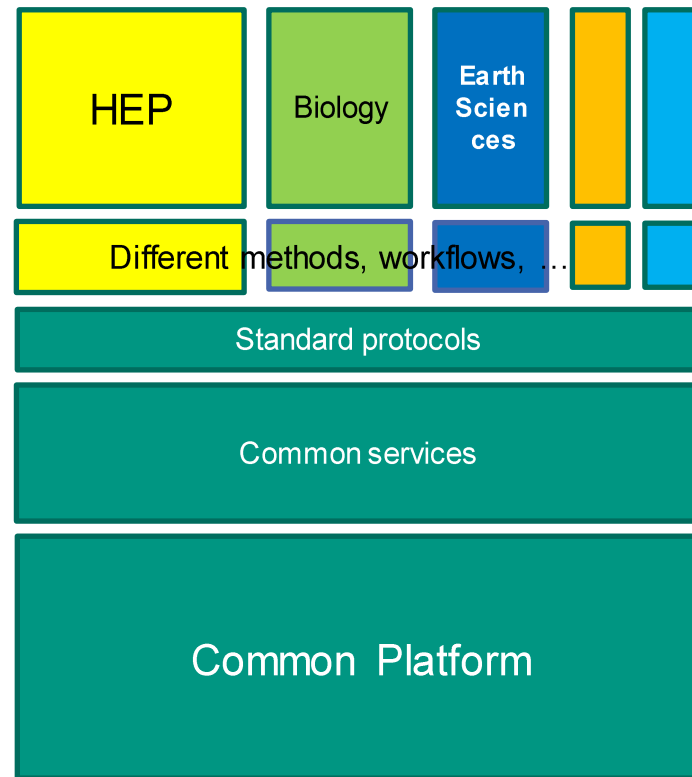 HEP
Biology
Earth
Scien
ces
Different methods, workflows, ...
Standard protocols
Common services
Common Platform